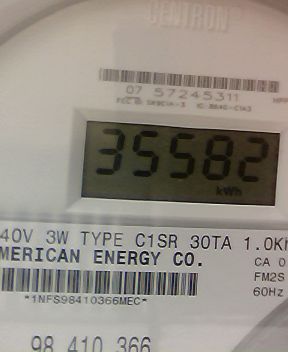 CENTRON
07 57245311
35582
kWh
40V 3W TYPE C1SR 30TA 1.0Kh
MERICAN ENERGY CO.
CA 0
FM2S
60Hz
*1NFS98410366MEC*
98 410 366